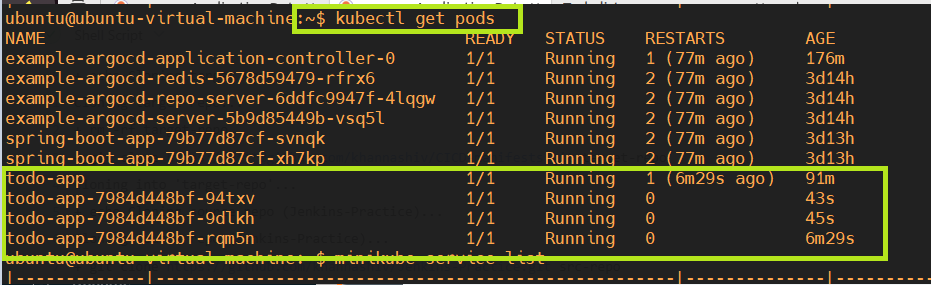 ubuntu@ubuntu-virtual-machine:~$ kubectl get pods
NAME READY STATUS RESTARTS AGE
example-argocd-application-controller-0 1/1 Running 1 (77m ago) 176m
example-argocd-redis-5678d59479-rfrx6 1/1 Running 2 (77m ago) 3d14h
example-argocd-repo-server-6ddfc9947f-4lqgw 1/1 Running 2 (77m ago) 3d14h
example-argocd-server-5b9d85449b-vsq5l 1/1 Running 2 (77m ago) 3d14h
spring-boot-app-79b77d87cf-svnqk 1/1 Running 2 (77m ago) 3d13h
spring-boot-app-79b77d87cf-xh7kp 1/1 Running 2 (77m ago) 3d13h
todo-app 1/1 Running 1 (6m29s ago) 91m
todo-app-7984d448bf-94txv 1/1 Running 0 43s
todo-app-7984d448bf-9dlkh 1/1 Running 0 45s
todo-app-7984d448bf-rqm5n 1/1 Running 0 6m29s
ubuntu@ubuntu-virtual-machine:~$ minikube service list